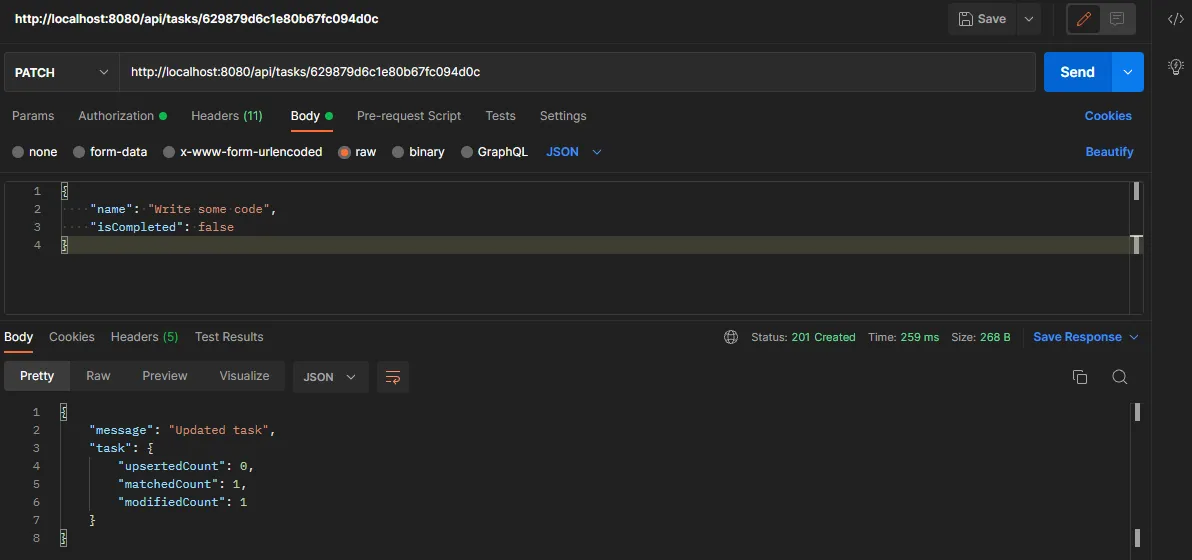 http://localhost:8080/api/tasks/629879d6c1e80b67fc094d0c Save
PATCH http://localhost:8080/api/tasks/629879d6c1e80b67fc094d0c Send
Params Authorization Headers (11) Body Pre-request Script Tests Settings Cookies
none form-data x-www-form-urlencoded raw binary GraphQL JSON Beautify
1 {
2 "name": "Write some code",
3 "isCompleted": false
4 }
Body Cookies Headers (5) Test Results Status: 201 Created Time: 259 ms Size: 268 B Save Response
Pretty Raw Preview Visualize JSON
1 {
2 "message": "Updated task",
3 "task": {
4 "upsertedCount": 0,
5 "matchedCount": 1,
6 "modifiedCount": 1
7 }
8 }